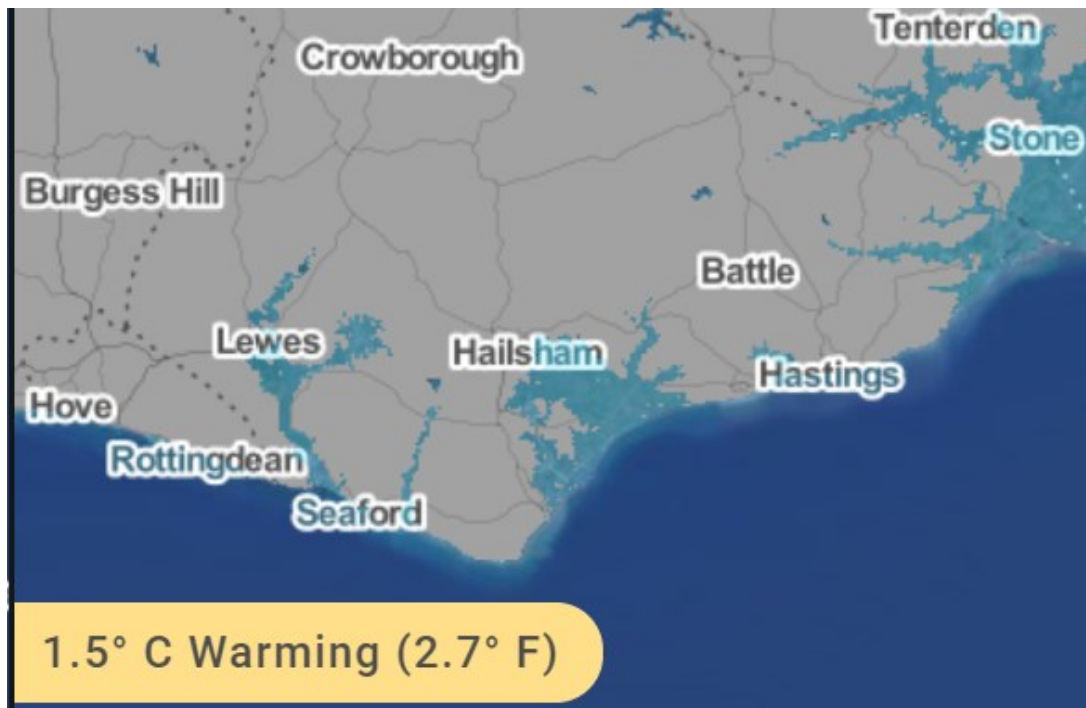 Tenterden
Crowborough
Stone
Burgess Hill
Battle
Lewes
Hailsham
Hastings
Hove
Rottingdean
Seaford
1.5° C Warming (2.7° F)